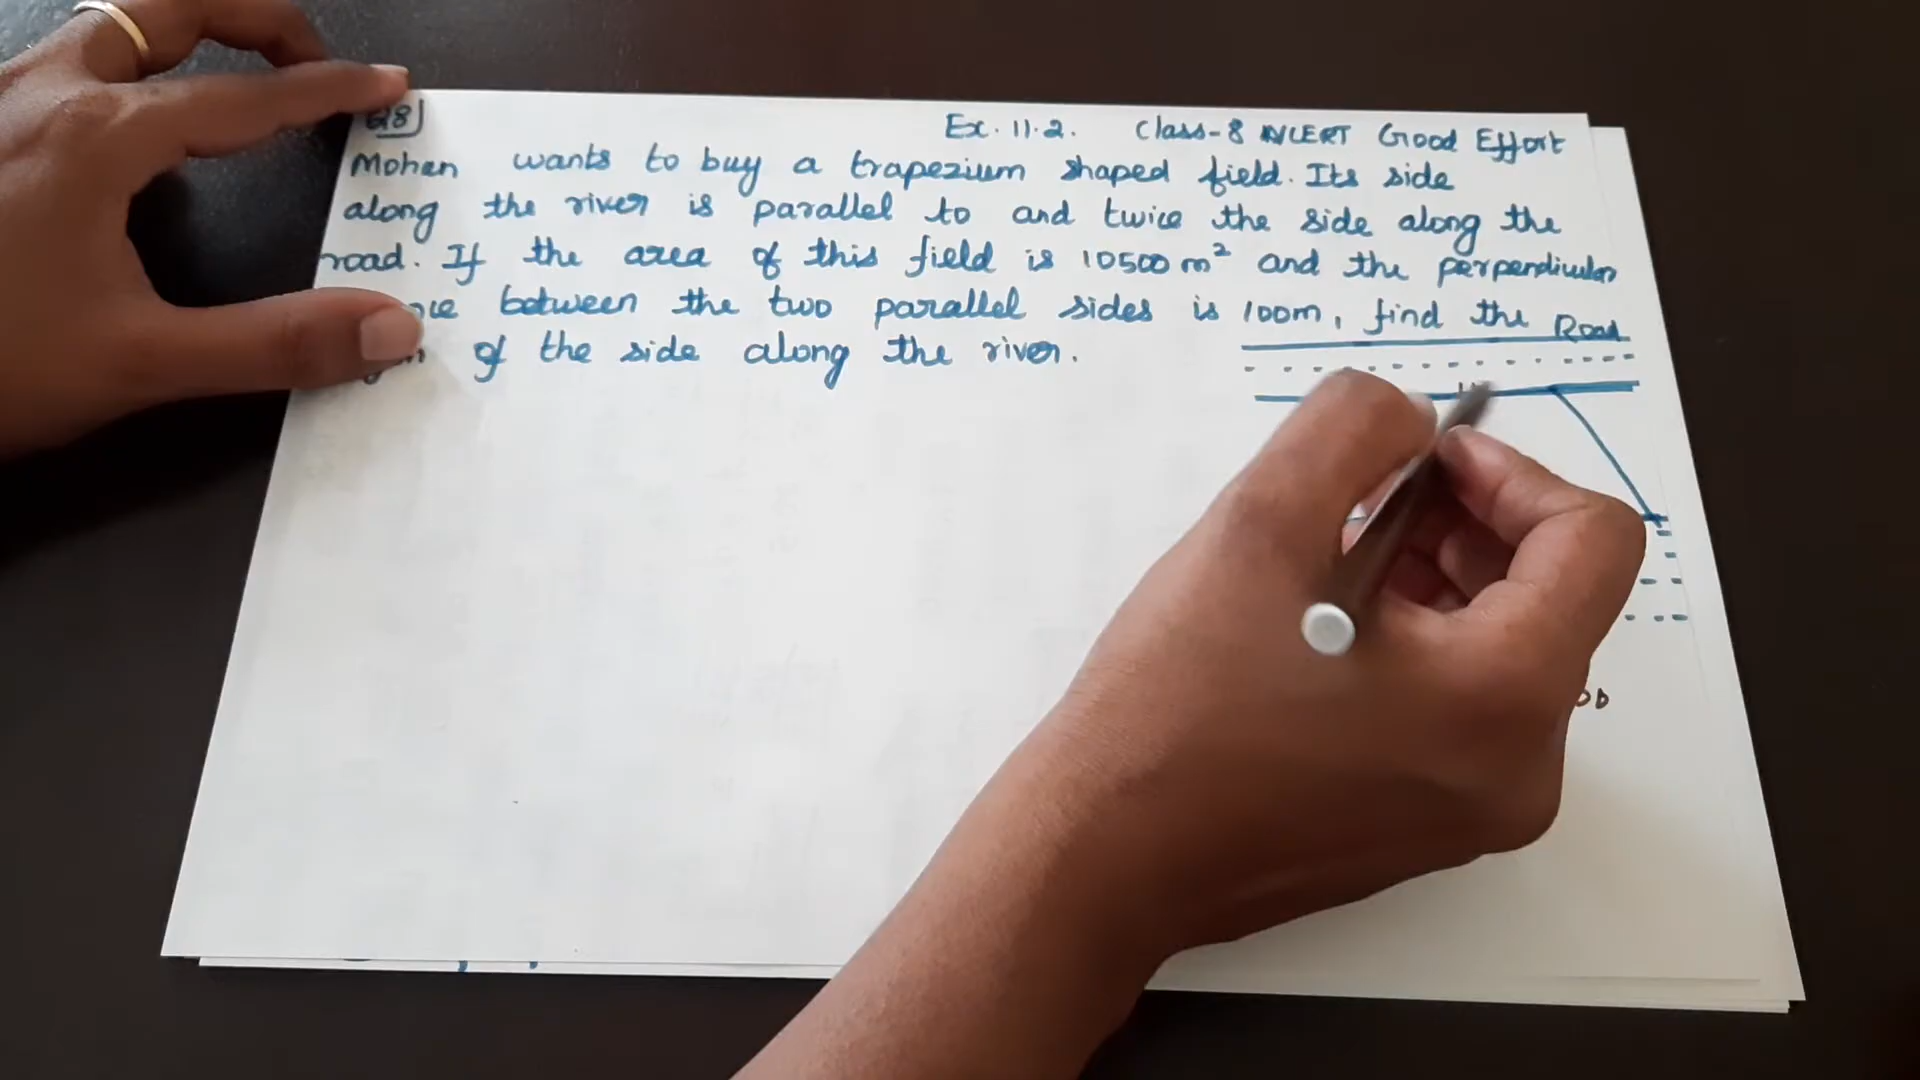 Ex. 11.2. Class-8 NCERT Good Effort
Mohan wants to buy a trapezium shaped field. Its side
along the river is parallel to and twice the side along the
road. If the area of this field is 10500 m² and the perpendicular
between the two parallel sides is 100m, find the
of the side along the river.
Road